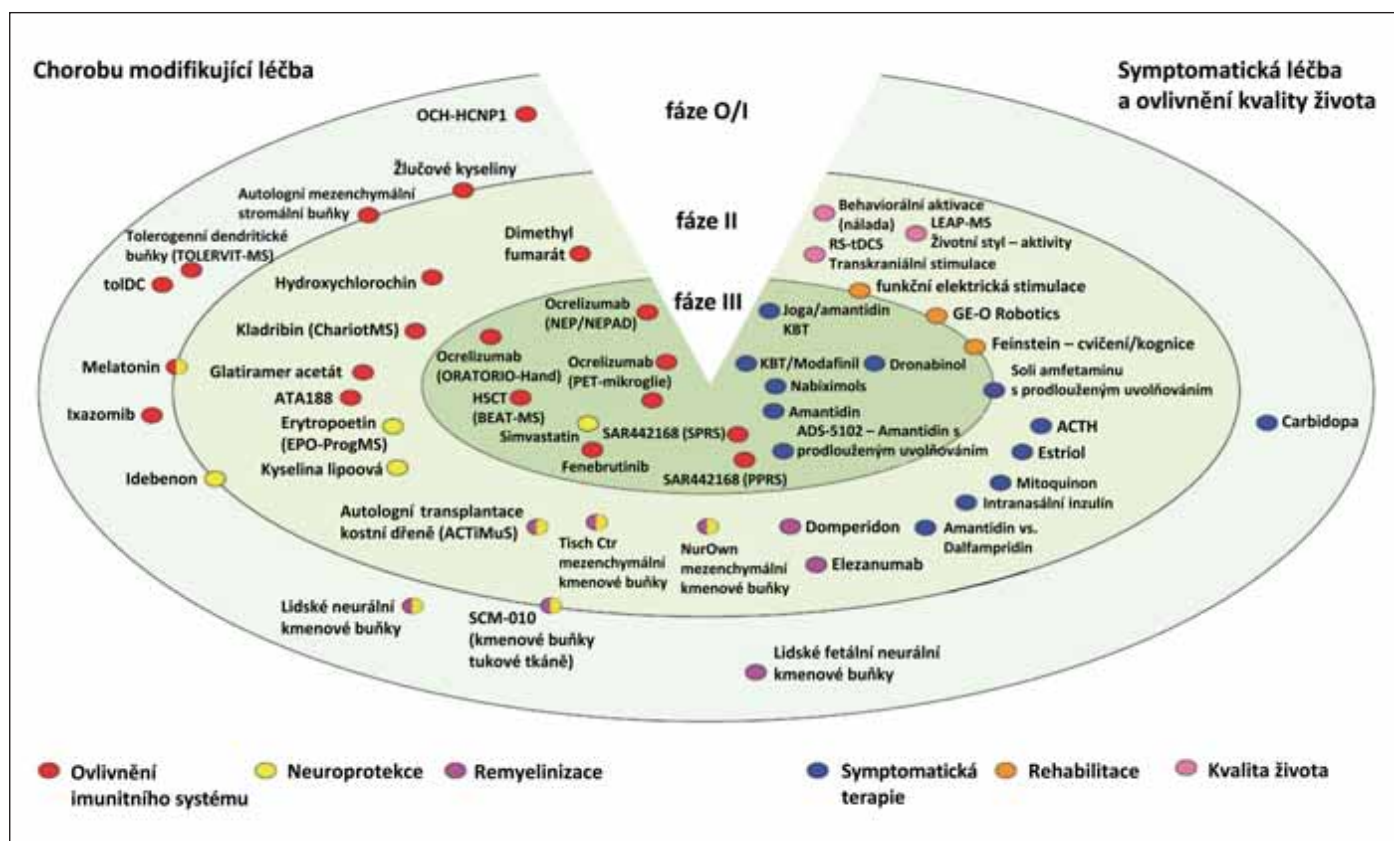 Chorobu modifikující léčba
Symptomatická léčba
a ovlivnění kvality života
fáze O/I
fáze II
fáze III
OCH-HCNP1
Žlučové kyseliny
Autologní mezenchymální
stromální buňky
Tolerogenní dendritické
buňky (TOLERVIT-MS)
tolDC
Dimethyl
fumarát
Hydroxychlorochin
Kladribin (ChariotMS)
Melatonin
Glatiramer acetát
ATA188
Ixazomib
Erytropoetin
(EPO-ProgMS)
Kyselina lipoová
Idebenon
Ocrelizumab
(NEP/NEPAD)
Ocrelizumab
(ORATORIO-Hand)
Ocrelizumab
(PET-mikroglie)
HSCT
(BEAT-MS)
Simvastatin
SAR442168 (SPRS)
Fenebrutinib
SAR442168 (PPRS)
Autologní transplantace
kostní dřeně (ACTiMuS)
Tisch Ctr
mezenchymální
kmenové buňky
NurOwn
mezenchymální
kmenové buňky
Lidské neurální
kmenové buňky
SCM-010
(kmenové buňky
tukové tkáně)
Behaviorální aktivace
(nálada)
LEAP-MS
Životní styl – aktivity
RS-tDCS
Transkraniální stimulace
funkční elektrická stimulace
Joga/amantidin
KBT
GE-O Robotics
Feinstein – cvičení/kognice
KBT/Modafinil
Dronabinol
Soli amfetaminu
s prodlouženým uvolňováním
Nabiximols
Amantidin
ADS-5102 – Amantidin s
prodlouženým uvolňováním
ACTH
Estriol
Mitoquinon
Intranasální inzulín
Amantidin vs.
Dalfampridin
Carbidopa
Domperidon
Elezanumab
Lidské fetální neurální
kmenové buňky
Ovlivnění
imunitního systému
Neuroprotekce
Remyelinizace
Symptomatická
terapie
Rehabilitace
Kvalita života